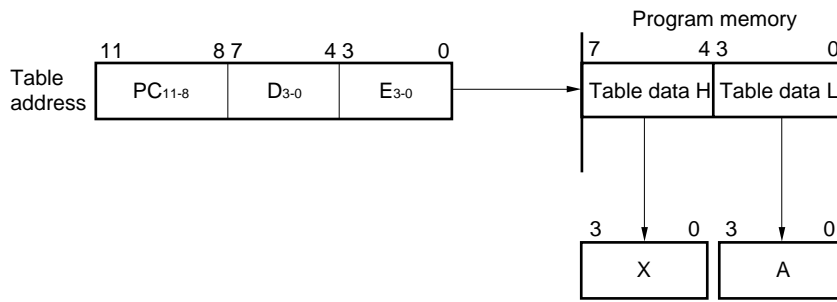 Program memory
11 8 7 4 3 0 7 4 3 0
Table address PC11-8 D3-0 E3-0 Table data H Table data L
3 0 3 0
X A